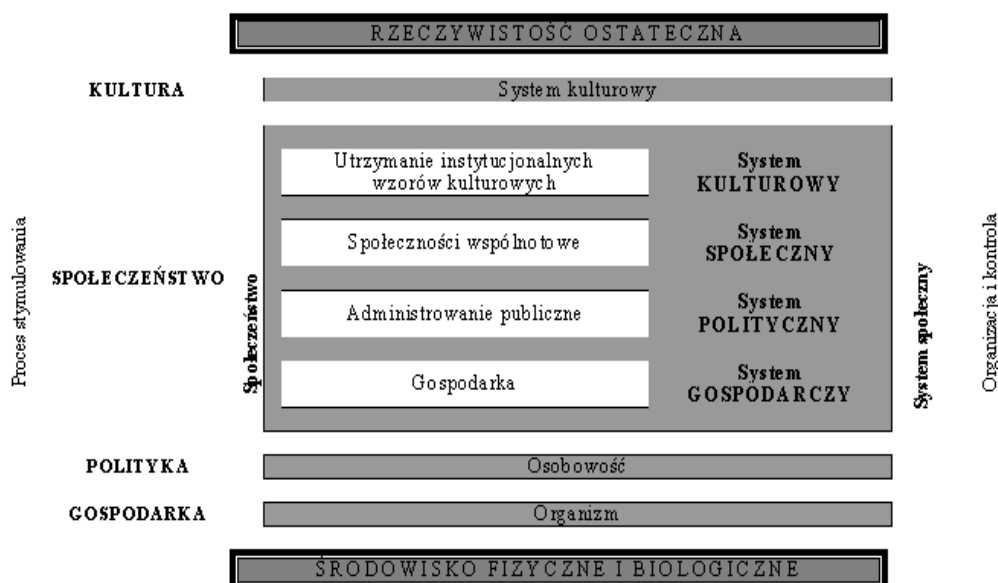 RZECZYWISTOŚĆ OSTATECZNA
KULTURA
System kulturowy
Utrzymanie instytucjonalnych
wzorów kulturowych
System
KULTUROWY
Społeczności wspólnotowe
System
SPOŁECZNY
Administrowanie publiczne
System
POLITYCZNY
Gospodarka
System
GOSPODARCZY
Proces stymulowania
SPOŁECZEŃSTWO
Społeczeństwo
System społeczny
Organizacja i kontrola
POLITYKA
Osobowość
GOSPODARKA
Organizm
ŚRODOWISKO FIZYCZNE I BIOLOGICZNE